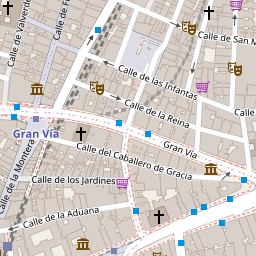 Calle de Valverde
Calle de F
Calle de San M
Calle de las Infantas
Calle de la Reina
Gran Vía
Gran Vía
Calle del Caballero de Gracia
Calle de la Montera
Calle de los Jardines
Calle de la Aduana